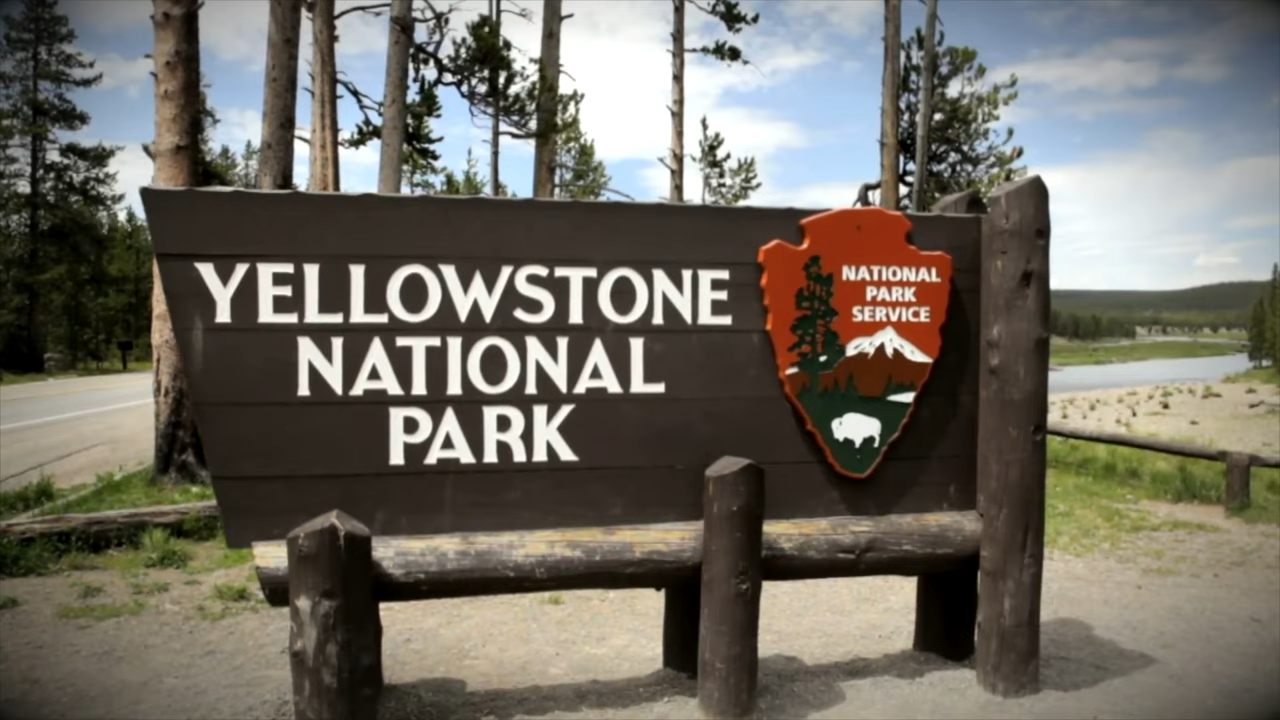 YELLOWSTONE
NATIONAL
PARK
NATIONAL
PARK
SERVICE